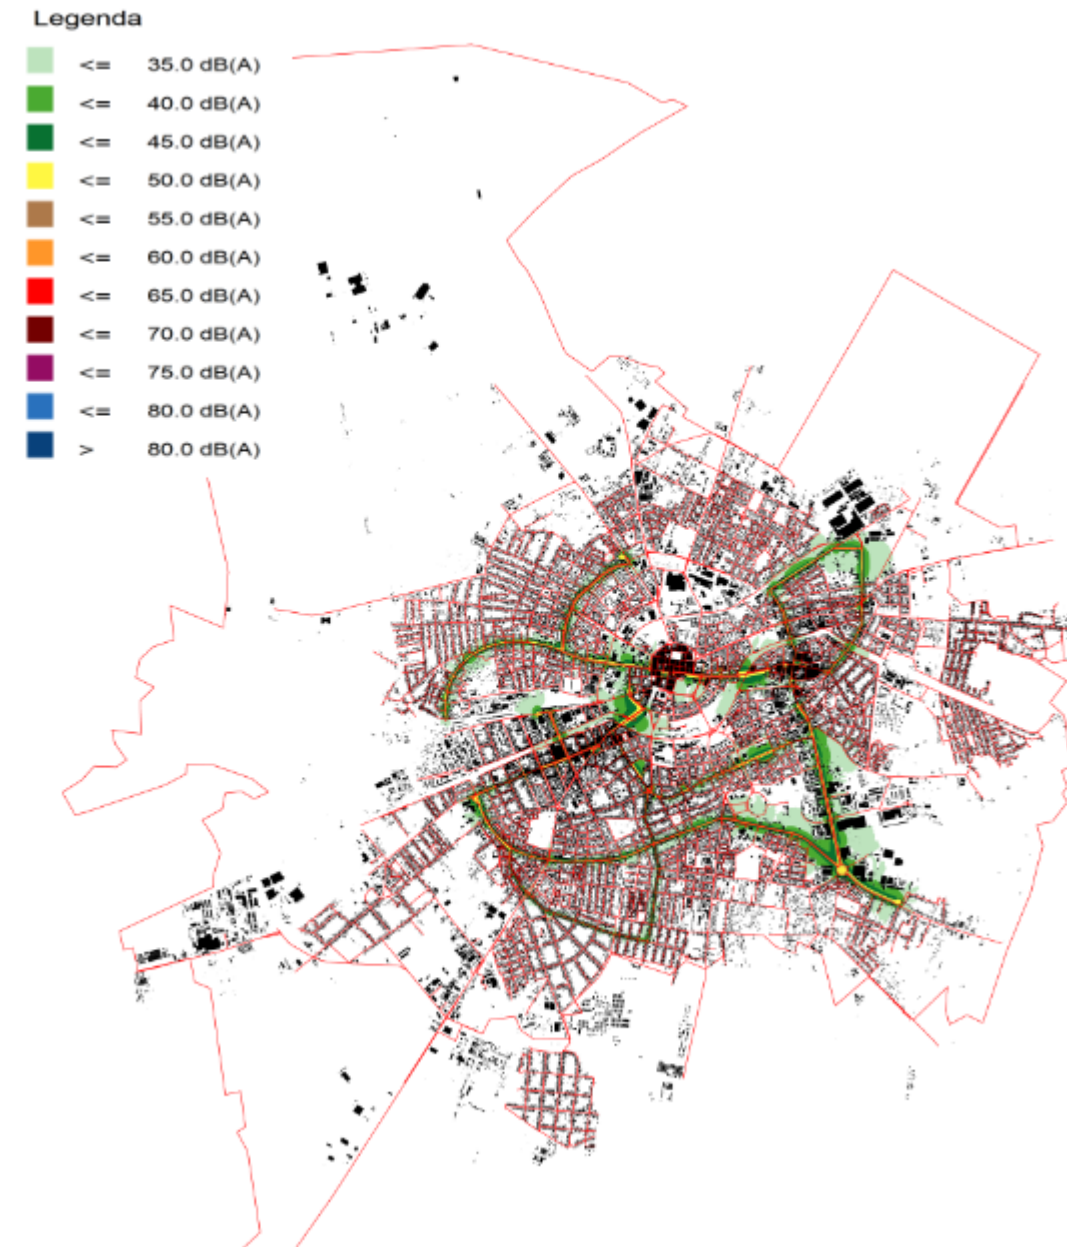 Legenda
<= 35.0 dB(A)
<= 40.0 dB(A)
<= 45.0 dB(A)
<= 50.0 dB(A)
<= 55.0 dB(A)
<= 60.0 dB(A)
<= 65.0 dB(A)
<= 70.0 dB(A)
<= 75.0 dB(A)
<= 80.0 dB(A)
> 80.0 dB(A)